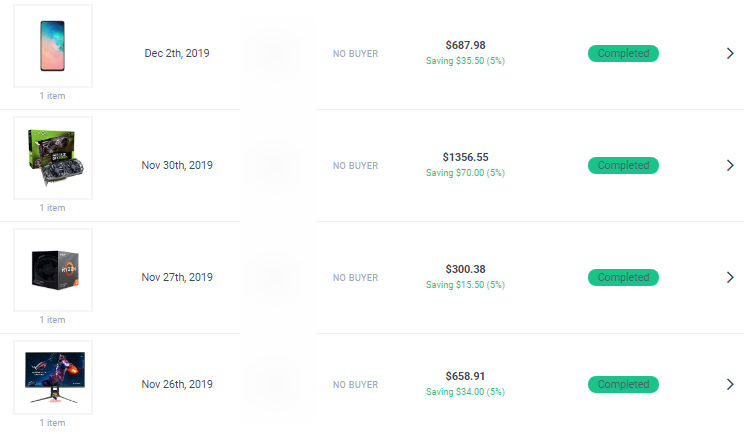 Dec 2th, 2019
NO BUYER
$687.98
Saving $35.50 (5%)
Completed
1 item
Nov 30th, 2019
NO BUYER
$1356.55
Saving $70.00 (5%)
Completed
1 item
RYZEN
Nov 27th, 2019
NO BUYER
$300.38
Saving $15.50 (5%)
Completed
1 item
Nov 26th, 2019
NO BUYER
$658.91
Saving $34.00 (5%)
Completed
1 item